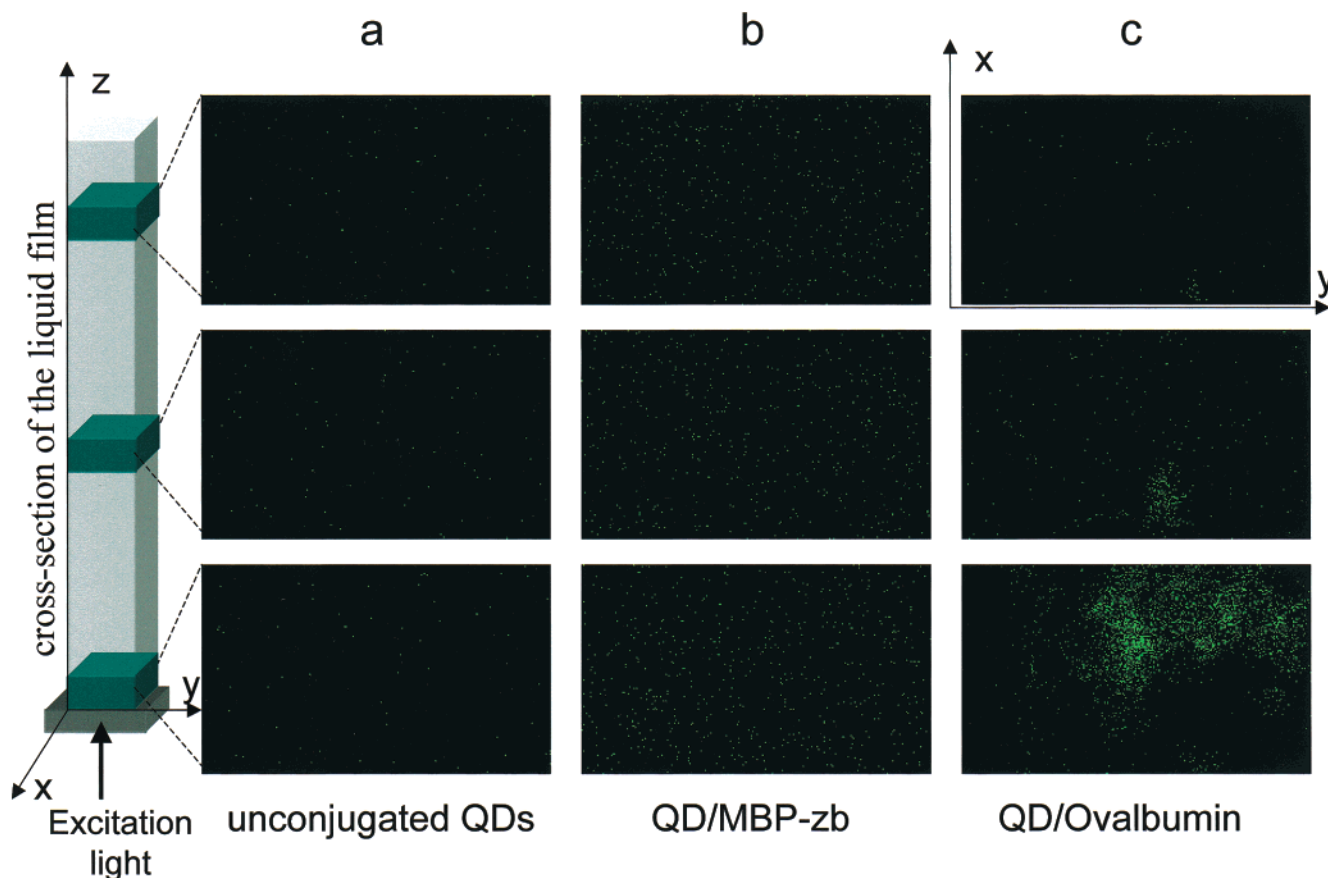 a
b
c
z
x
y
cross-section of the liquid film
y
x
Excitation
light
unconjugated QDs
QD/MBP-zb
QD/Ovalbumin